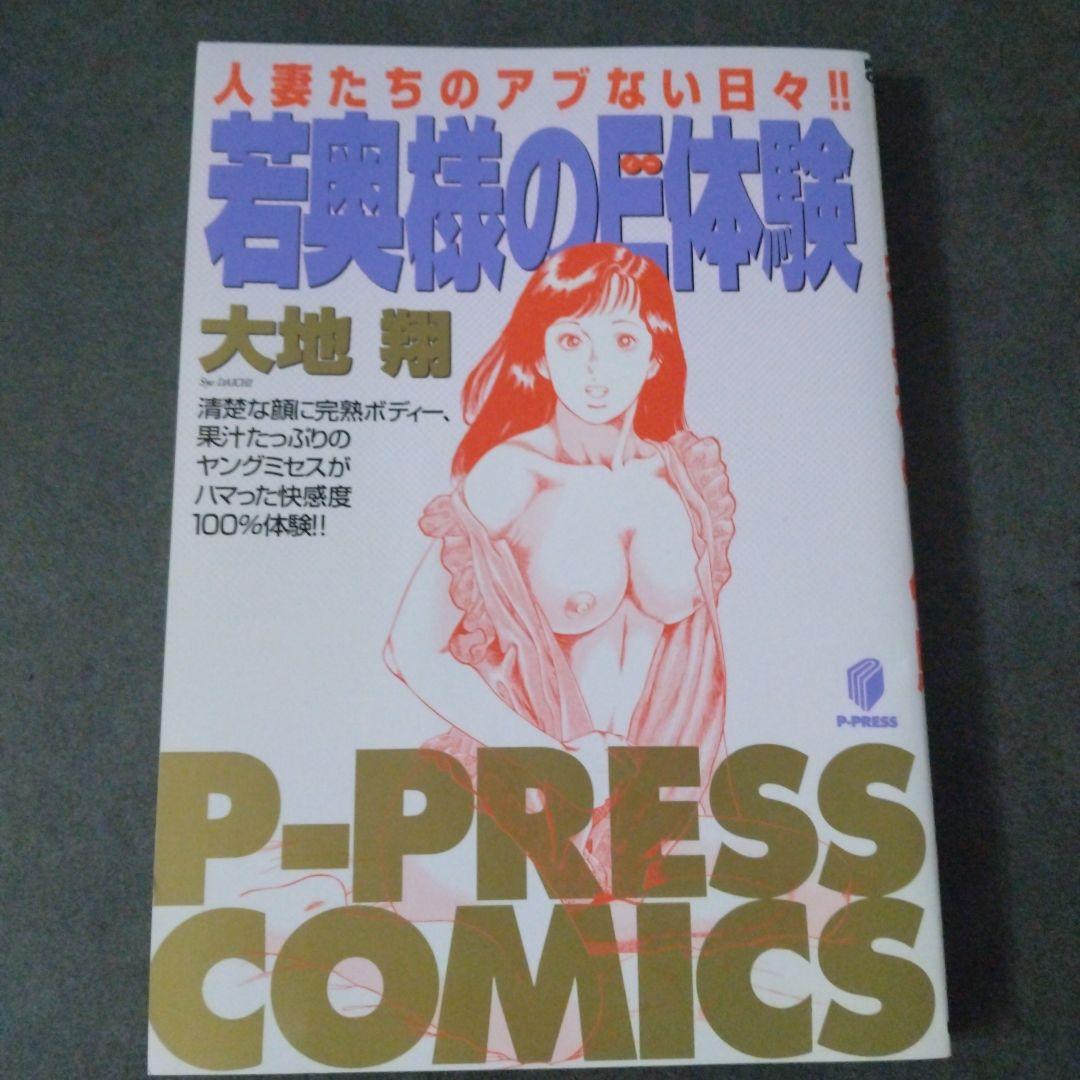 人妻たちのアブない日々!!
若奥様のE体験
大地 翔
Syo DAICHI
清楚な顔に完熟ボディー、
果汁たっぷりの
ヤングミセスが
ハマった快感度
100%体験!!
P-PRESS
P-PRESS
COMICS